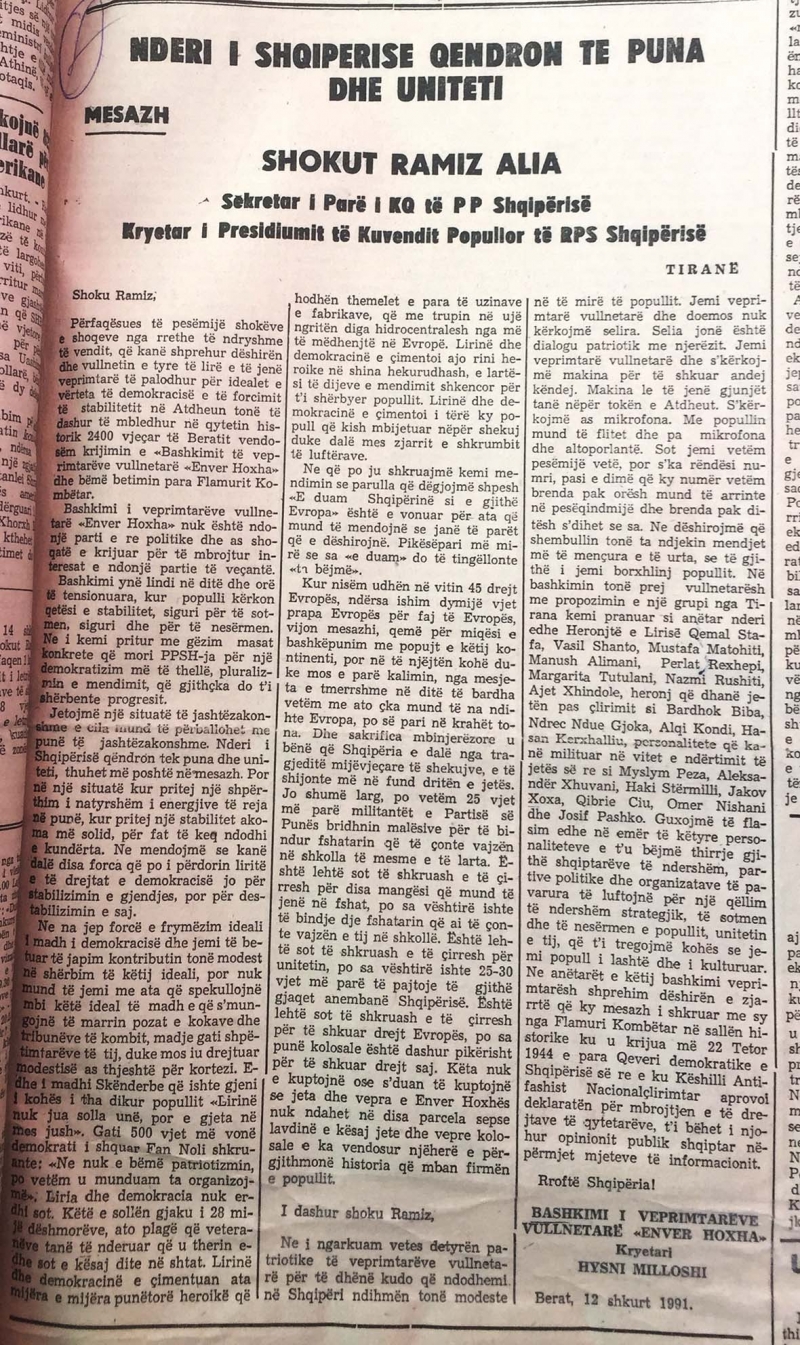 NDERI I SHQIPERISE QENDRON TE PUNA
DHE UNITETI
MESAZH
SHOKUT RAMIZ ALIA
Sekretar i Parë i KQ të PP Shqipërisë
Kryetar i Presidiumit të Kuvendit Popullor të RPS Shqipërisë
TIRANË
Shoku Ramiz,
Përfaqësues të pesëmijë shokëve
e shoqeve nga rrethe të ndryshme
të vendit, që kanë shprehur dëshirën
dhe vullnetin e tyre të lirë e të jenë
veprimtarë të palodhur për idealet e
vërteta të demokracisë e të forcimit
të stabilitetit në Atdheun tonë të
dashur të mbledhur në qytetin his-
torik 2400 vjeçar të Beratit vendo-
sëm krijimin e «Bashkimit të vep-
rimtarëve vullnetarë «Enver Hoxha»
dhe bëmë betimin para Flamurit Ko-
mbëtar.
Bashkimi i veprimtarëve vullne-
tarë «Enver Hoxha» nuk është ndo-
një parti e re politike dhe as sho-
qatë e krijuar për të mbrojtur in-
teresat e ndonjë partie të veçantë.
Bashkimi ynë lindi në ditë dhe orë
të tensionuara, kur populli kërkon
qetësi e stabilitet, siguri për të sot-
men, siguri dhe për të nesërmen.
Ne i kemi pritur me gëzim masat
konkrete që mori PPSH-ja për një
demokratizim më të thellë, pluraliz-
min e mendimit, që gjithçka do t'i
shërbente progresit.
Jetojmë një situatë të jashtëzakon-
shme e cila mund të përballohet me
punë të jashtëzakonshme. Nderi i
Shqipërisë qëndron tek puna dhe uni-
teti, thuhet më poshtë në mesazh. Por
në një situatë kur pritej një shpër-
thim i natyrshëm i energjive të reja
në punë, kur pritej një stabilitet ako-
ma më solid, për fat të keq ndodhi
e kundërta. Ne mendojmë se kanë
dalë disa forca që po i përdorin liritë
e të drejtat e demokracisë jo për
stabilizimin e gjendjes, por për des-
tabilizimin e saj.
Ne na jep forcë e frymëzim ideali
i madh i demokracisë dhe jemi të be-
tuar të japim kontributin tonë modest
në shërbim të këtij ideali, por nuk
mund të jemi me ata që spekullojnë
mbi këtë ideal të madh e që s'mun-
gojnë të marrin pozat e kokave dhe
tribunëve të kombit, madje gati shpë-
timtarëve të tij, duke mos iu drejtuar
modestisë as thjeshtë për kortezi. E-
dhe i madhi Skënderbe që ishte gjeni
i kohës i tha dikur popullit «Lirinë
nuk jua solla unë, por e gjeta në
mes jush». Gati 500 vjet më vonë
demokrati i shquar Fan Noli shkru-
ante: «Ne nuk e bëmë patriotizmin,
po vetëm u munduam ta organizoj-
më». Liria dhe demokracia nuk er-
dhi sot. Këtë e sollën gjaku i 28 mi-
jë dëshmorëve, ato plagë që vetera-
nëve tanë të nderuar që u therin e-
dhe sot e kësaj dite në shtat. Lirinë
dhe demokracinë e çimentuan ata
mijëra e mijëra punëtorë heroikë që
hodhën themelet e para të uzinave
e fabrikave, që me trupin në ujë
ngritën diga hidrocentralesh nga më
të mëdhenjtë në Evropë. Lirinë dhe
demokracinë e çimentoi ajo rini he-
roike në shina hekurudhash, e lartë-
si të dijeve e mendimit shkencor për
t'i shërbyer popullit. Lirinë dhe de-
mokracinë e çimentoi i tërë ky po-
pull që kish mbijetuar nëpër shekuj
duke dalë mes zjarrit e shkrumbit
të luftërave.
Ne që po ju shkruajmë kemi me-
ndimin se parulla që dëgjojmë shpesh
«E duam Shqipërinë si e gjithë
Evropa» është e vonuar për ata që
mund të mendojnë se janë të parët
që e dëshirojnë. Pikësëpari më mi-
rë se sa «e duam» do të tingëllonte
«ta bëjmë».
Kur nisëm udhën në vitin 45 drejt
Evropës, ndërsa ishim dymijë vjet
prapa Evropës për faj të Evropës,
vijon mesazhi, qemë për miqësi e
bashkëpunim me popujt e këtij ko-
ntinenti, por në të njëjtën kohë du-
ke mos e parë kalimin, nga mesje-
ta e tmerrshme në ditë të bardha
vetëm me ato çka mund të na ndi-
hte Evropa, po së pari në krahët to-
na. Dhe sakrifica mbinjerëzore u
bënë që Shqipëria e dalë nga tra-
gjeditë mijëvjeçare të shekujve, e të
shijonte më në fund dritën e jetës.
Jo shumë larg, po vetëm 25 vjet
më parë militantët e Partisë së
Punës bridhnin malësive për të bi-
ndur fshatarin që të çonte vajzën
në shkolla të mesme e të larta. Ë-
shtë lehtë sot të shkruash e të çi-
rresh për disa mangësi që mund të
jenë në fshat, po sa vështirë ishte
të bindje dje fshatarin që ai të çon-
te vajzën e tij në shkollë. Është leh-
të sot të shkruash e të çirresh për
unitetin, po sa vështirë ishte 25-30
vjet më parë të pajtoje të gjithë
gjaqet anembanë Shqipërisë. Është
lehtë sot të shkruash e të çirresh
për të shkuar drejt Evropës, po sa
punë kolosale është dashur pikërisht
për të shkuar drejt saj. Këta nuk
e kuptojnë ose s'duan të kuptojnë
se jeta dhe vepra e Enver Hoxhës
nuk ndahet në disa parcela sepse
lavdinë e kësaj jete dhe vepre kolo-
sale e ka vendosur njëherë e për-
gjithmonë historia që mban firmën
e popullit.
I dashur shoku Ramiz,
Ne i ngarkuam vetes detyrën pa-
triotike të veprimtarëve vullneta-
rë për të dhënë kudo që ndodhemi
në Shqipëri ndihmën tonë modeste
në të mirë të popullit. Jemi vepri-
mtarë vullnetarë dhe doemos nuk
kërkojmë selira. Selia jonë është
dialogu patriotik me njerëzit. Jemi
veprimtarë vullnetarë dhe s'kërkoj-
më makina për të shkuar andej
këndej. Makina le të jenë gjunjët
tanë nëpër tokën e Atdheut. S'kër-
kojmë as mikrofona. Me popullin
mund të flitet dhe pa mikrofona
dhe altoporlantë. Sot jemi vetëm
pesëmijë vetë, por s'ka rëndësi nu-
mri, pasi e dimë që ky numër vetëm
brenda pak orësh mund të arrinte
në pesëqindmijë dhe brenda pak di-
tësh s'dihet se sa. Ne dëshirojmë që
shembullin tonë ta ndjekin mendjet
më të mençura e të urta, se të gji-
thë i jemi borxhlinj popullit. Në
bashkimin tonë prej vullnetarësh
me propozimin e një grupi nga Ti-
rana kemi pranuar si anëtar nderi
edhe Heronjtë e Lirisë Qemal Sta-
fa, Vasil Shanto, Mustafa Matohiti,
Manush Alimani, Perlat Rexhepi,
Margarita Tutulani, Nazmi Rushiti,
Ajet Xhindole, heronj që dhanë je-
tën pas çlirimit si Bardhok Biba,
Ndrec Ndue Gjoka, Alqi Kondi, Ha-
san Kerxhalliu, personalitete që ka-
në milituar në vitet e ndërtimit të
jetës së re si Myslym Peza, Aleksa-
ndër Xhuvani, Haki Stërmilli, Jakov
Xoxa, Qibrie Ciu, Omer Nishani
dhe Josif Pashko. Guxojmë të fla-
sim edhe në emër të këtyre perso-
naliteteve e t'u bëjmë thirrje gji-
thë shqiptarëve të ndershëm, par-
tive politike dhe organizatave të pa-
varura të luftojnë për një qëllim
të ndershëm strategjik, të sotmen
dhe të nesërmen e popullit, unitetin
e tij, që t'i tregojmë kohës se je-
mi popull i lashtë dhe i kulturuar.
Ne anëtarët e këtij bashkimi vepri-
mtarësh shprehim dëshirën e zja-
rrtë që ky mesazh i shkruar me sy
nga Flamuri Kombëtar në sallën hi-
storike ku u krijua më 22 Tetor
1944 e para Qeveri demokratike e
Shqipërisë së re e ku Këshilli Anti-
fashist Nacionalçlirimtar aprovoi
deklaratën për mbrojtjen e të dre-
jtave të qytetarëve, t'i bëhet i njo-
hur opinionit publik shqiptar në-
përmjet mjeteve të informacionit.
Rroftë Shqipëria!
BASHKIMI I VEPRIMTARËVE
VULLNETARË «ENVER HOXHA»
Kryetari
HYSNI MILLOSHI
Berat, 12 shkurt 1991.